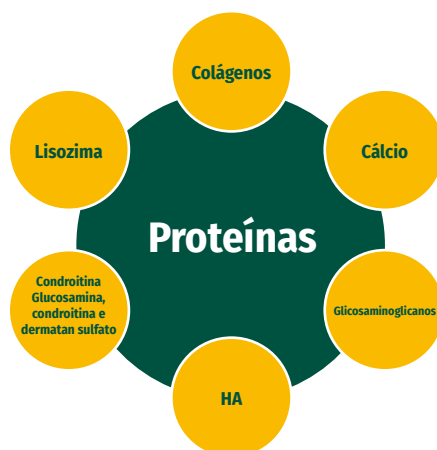 Colágenos
Lisozima
Cálcio
Proteínas
Condroitina
Glucosamina,
condroitina e
dermatan sulfato
Glicosaminoglicanos
HA